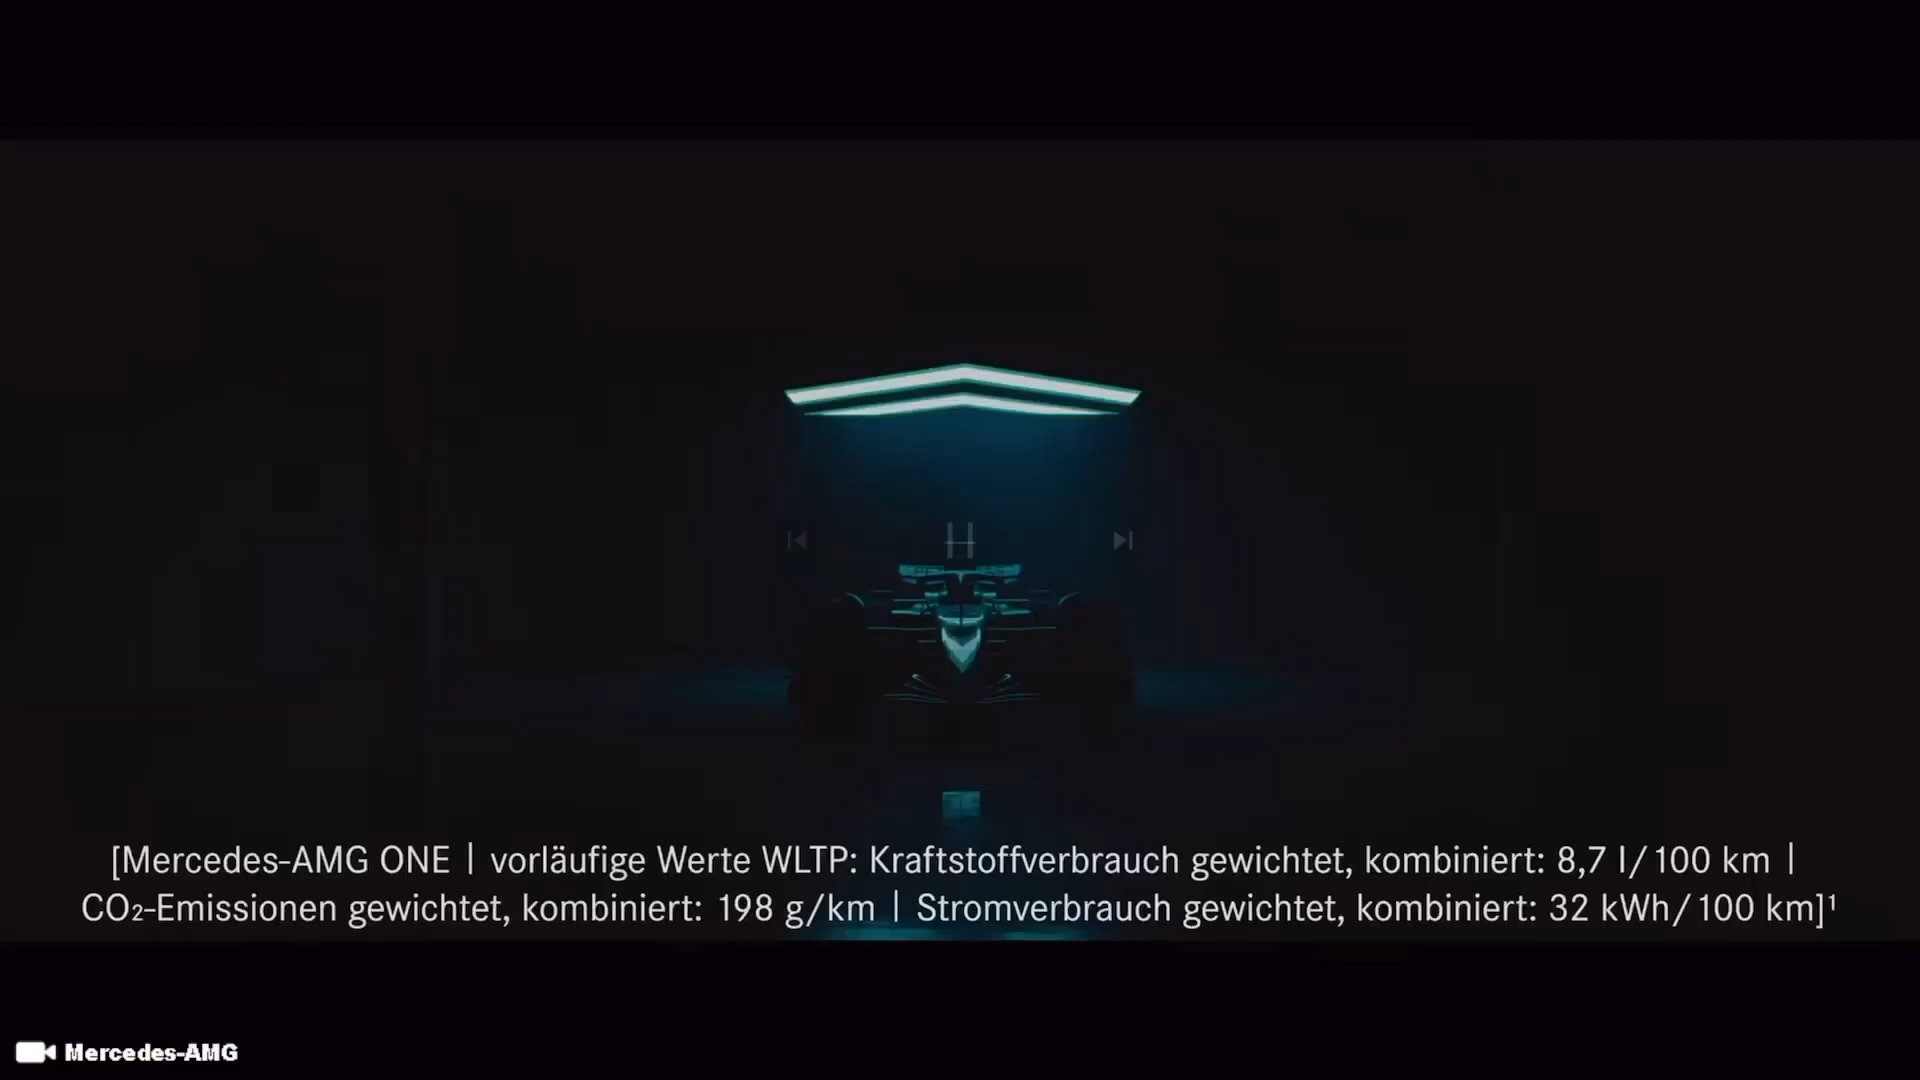 [Mercedes-AMG ONE | vorläufige Werte WLTP: Kraftstoffverbrauch gewichtet, kombiniert: 8,7 l/100 km |
CO₂-Emissionen gewichtet, kombiniert: 198 g/km | Stromverbrauch gewichtet, kombiniert: 32 kWh/100 km]¹
Mercedes-AMG